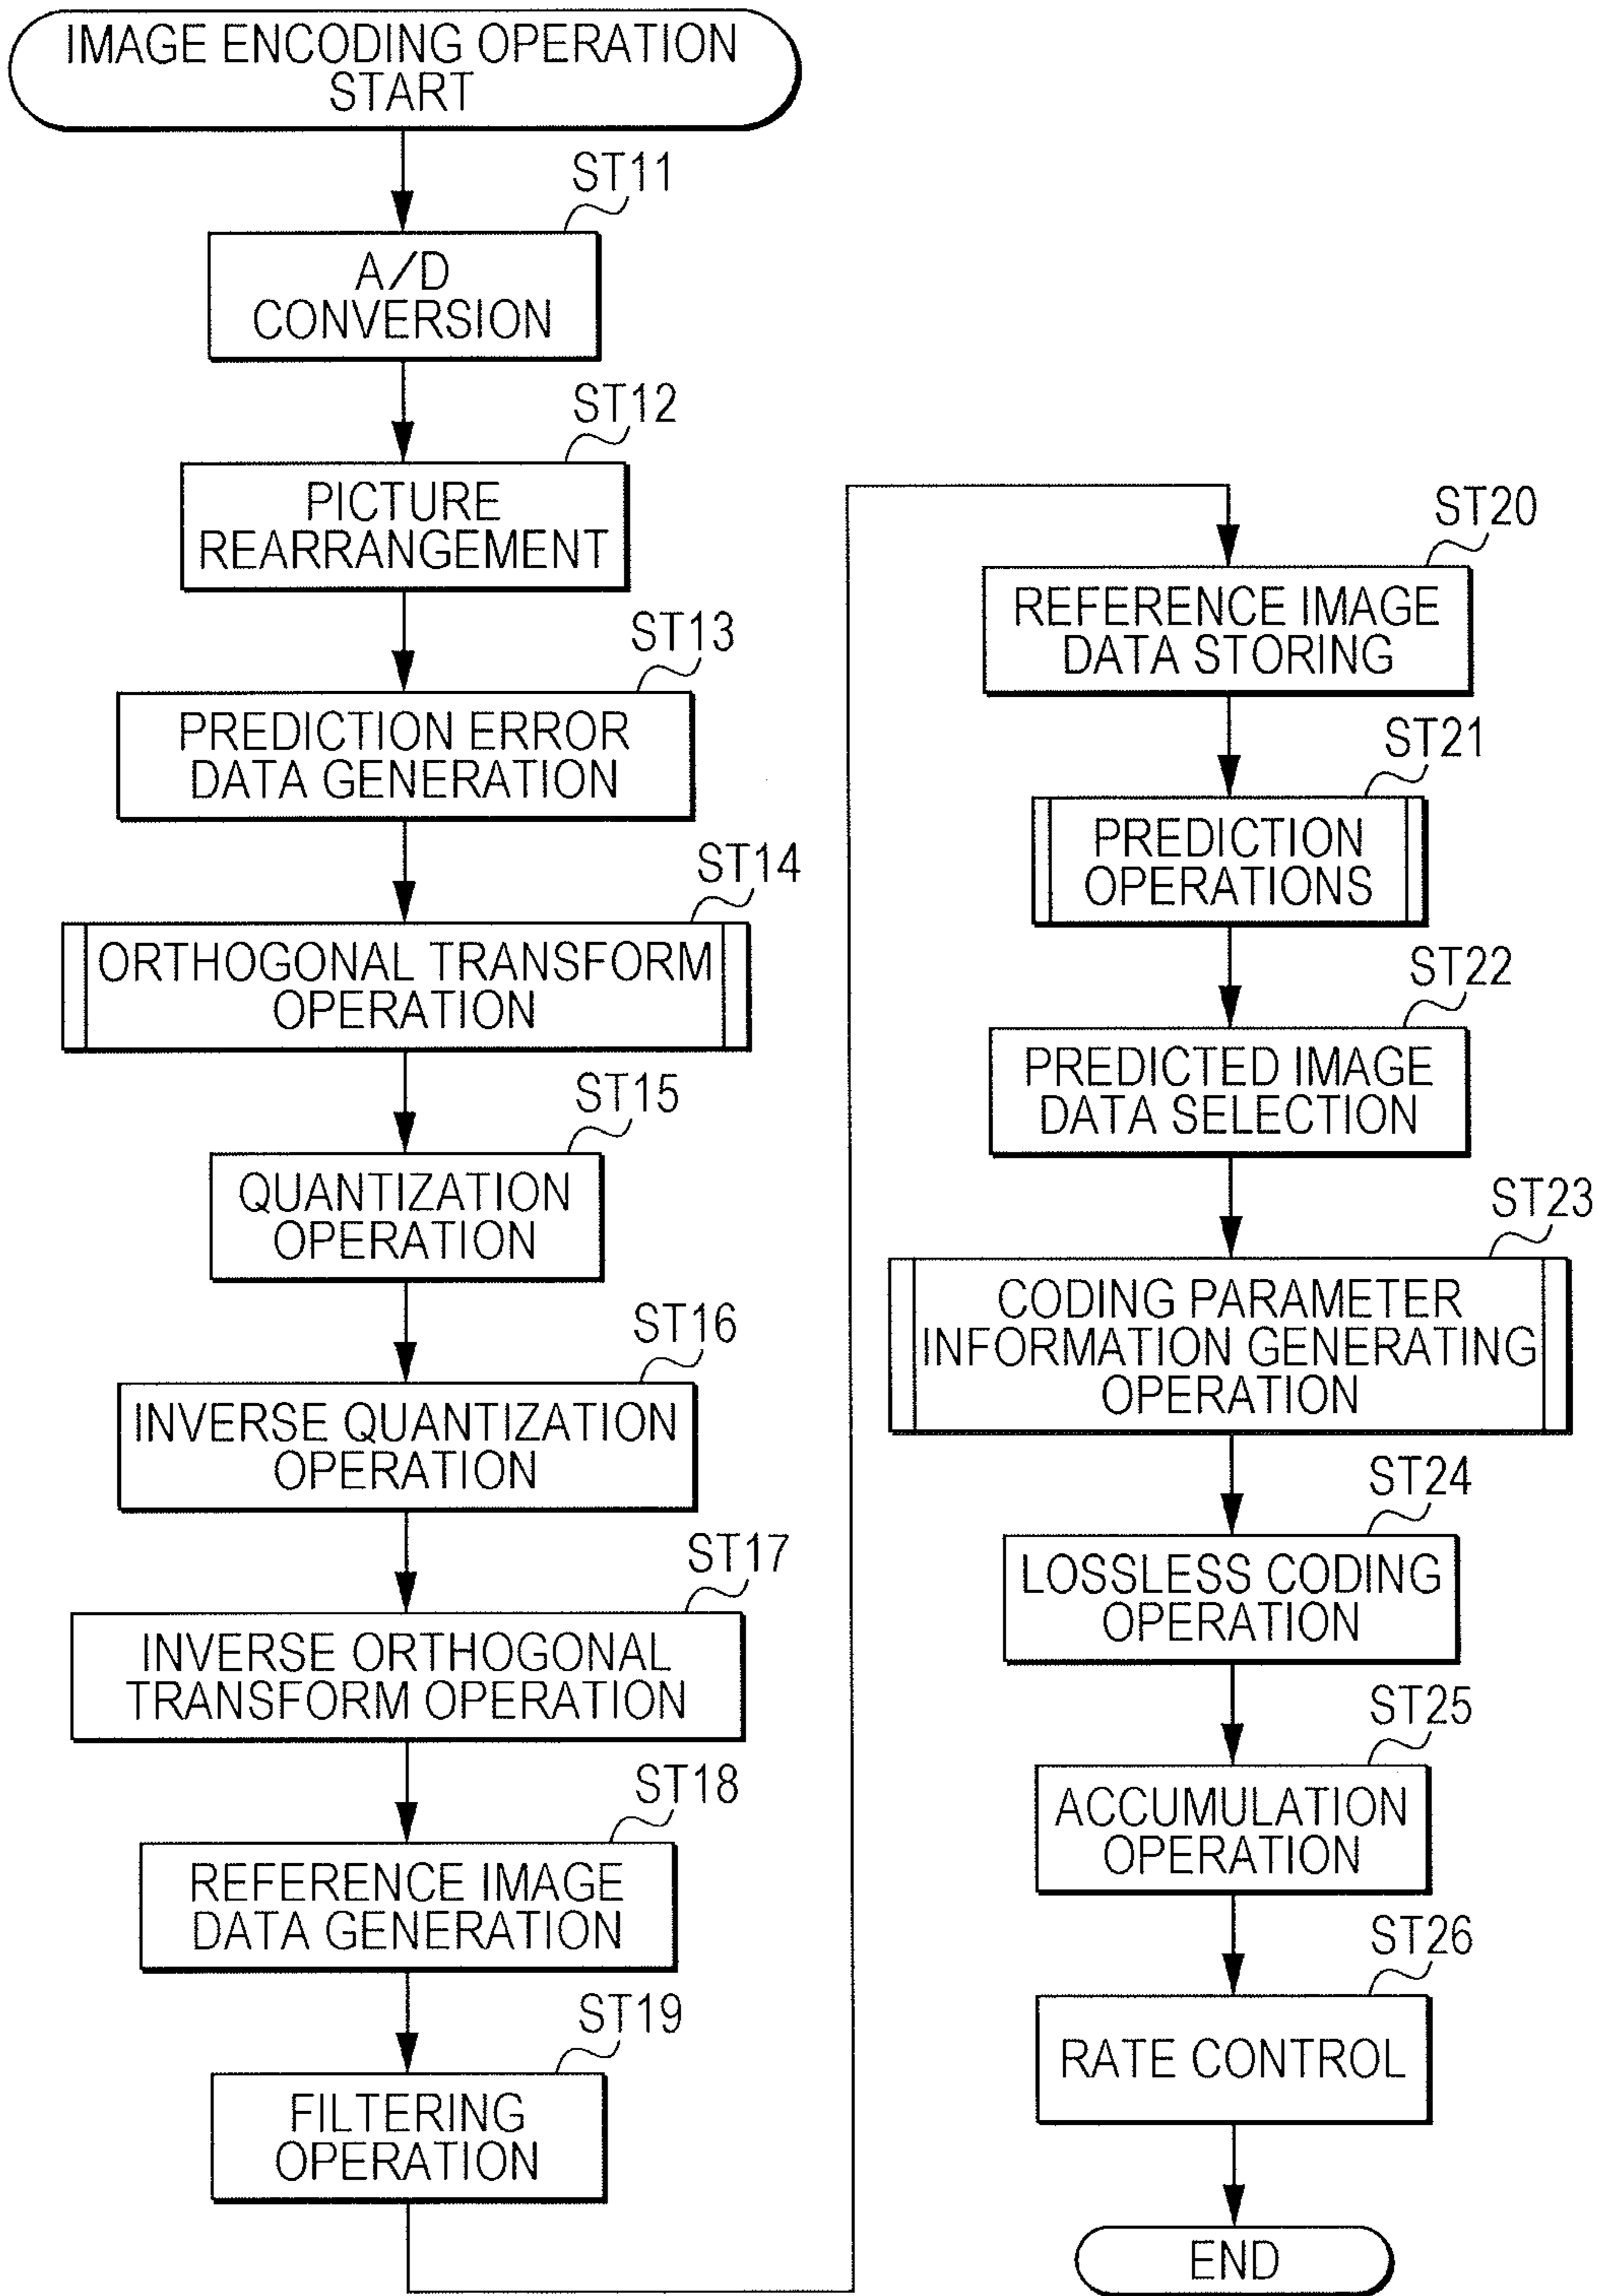 IMAGE ENCODING OPERATION
START
ST11
A/D
CONVERSION
ST12
PICTURE
REARRANGEMENT
ST13
PREDICTION ERROR
DATA GENERATION
ST14
ORTHOGONAL TRANSFORM
OPERATION
ST15
QUANTIZATION
OPERATION
ST16
INVERSE QUANTIZATION
OPERATION
ST17
INVERSE ORTHOGONAL
TRANSFORM OPERATION
ST18
REFERENCE IMAGE
DATA GENERATION
ST19
FILTERING
OPERATION
ST20
REFERENCE IMAGE
DATA STORING
ST21
PREDICTION
OPERATIONS
ST22
PREDICTED IMAGE
DATA SELECTION
ST23
CODING PARAMETER
INFORMATION GENERATING
OPERATION
ST24
LOSSLESS CODING
OPERATION
ST25
ACCUMULATION
OPERATION
ST26
RATE CONTROL
END